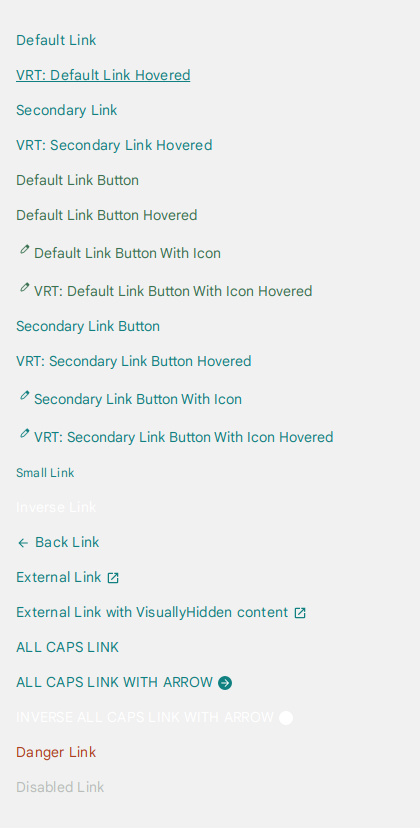 Default Link
VRT: Default Link Hovered
Secondary Link
VRT: Secondary Link Hovered
Default Link Button
Default Link Button Hovered
Default Link Button With Icon
VRT: Default Link Button With Icon Hovered
Secondary Link Button
VRT: Secondary Link Button Hovered
Secondary Link Button With Icon
VRT: Secondary Link Button With Icon Hovered
Small Link
Inverse Link
Back Link
External Link
External Link with VisuallyHidden content
ALL CAPS LINK
ALL CAPS LINK WITH ARROW
INVERSE ALL CAPS LINK WITH ARROW
Danger Link
Disabled Link